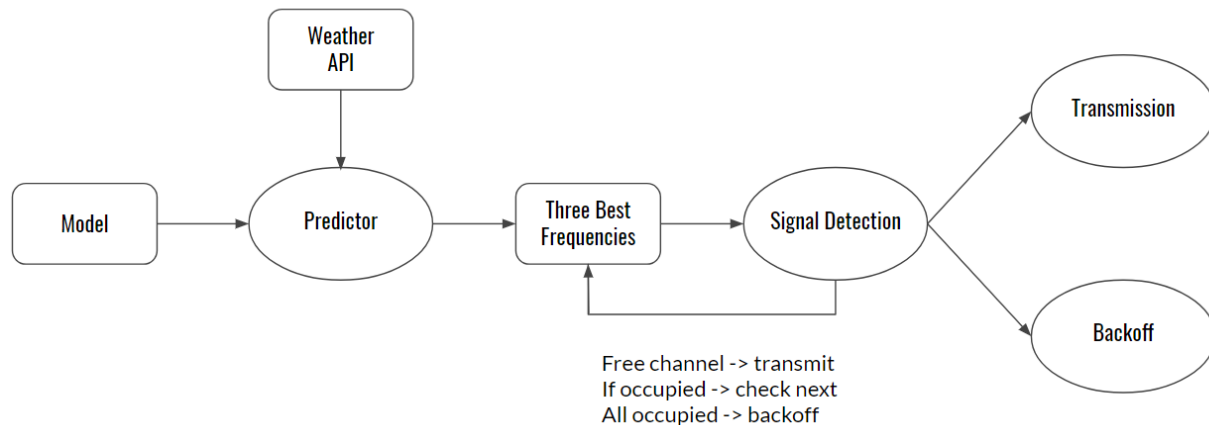 Weather
API
Model
Predictor
Three Best
Frequencies
Signal Detection
Transmission
Backoff
Free channel -> transmit
If occupied -> check next
All occupied -> backoff